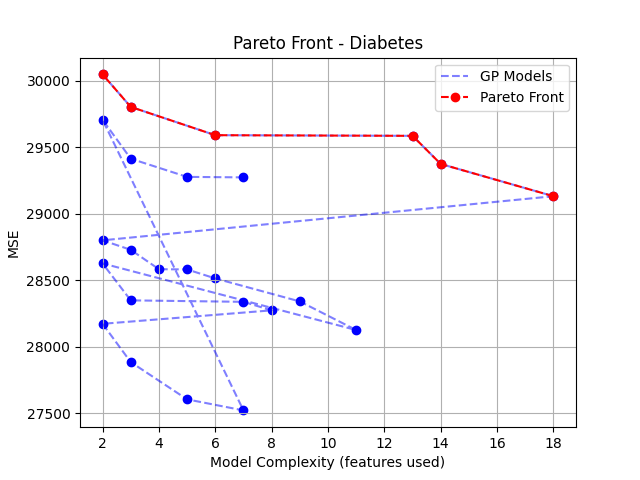 Pareto Front - Diabetes
GP Models
Pareto Front
30000
29500
29000
28500
28000
27500
MSE
2 4 6 8 10 12 14 16 18
Model Complexity (features used)